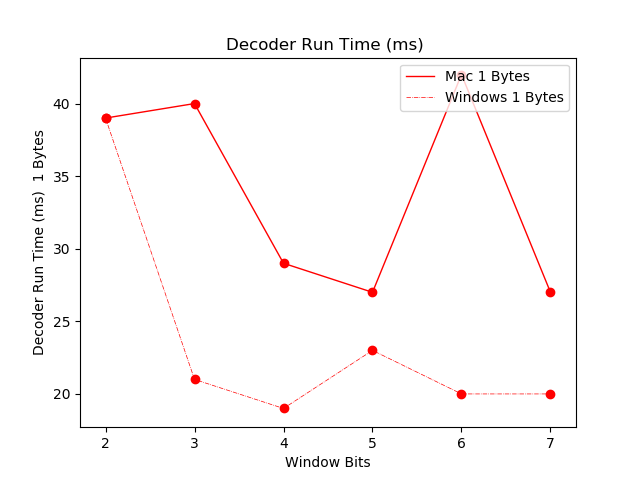 Decoder Run Time (ms)
Mac 1 Bytes
Windows 1 Bytes
Decoder Run Time (ms)  1 Bytes
40
35
30
25
20
2 3 4 5 6 7
Window Bits